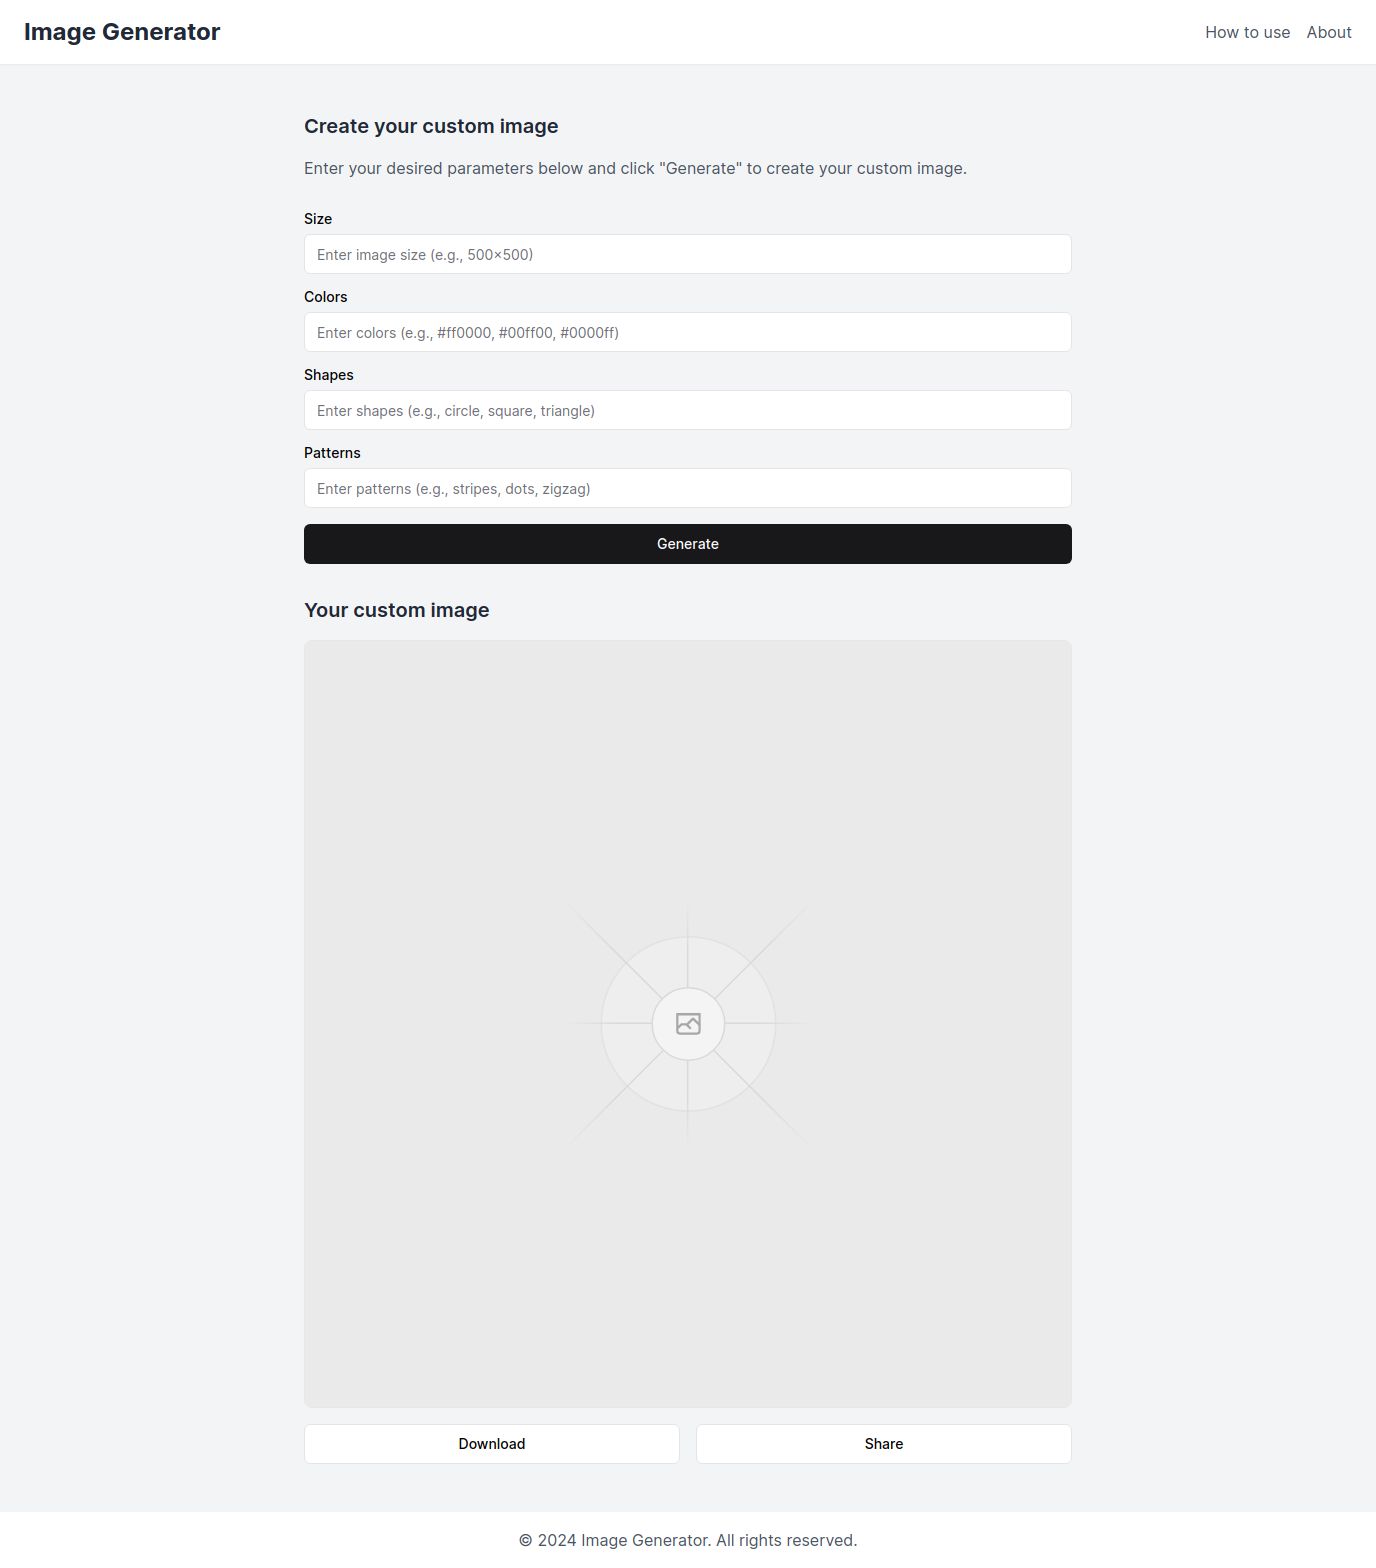 Image Generator
How to use
About
Create your custom image
Enter your desired parameters below and click "Generate" to create your custom image.
Size
Enter image size (e.g., 500x500)
Colors
Enter colors (e.g., #ff0000, #00ff00, #0000ff)
Shapes
Enter shapes (e.g., circle, square, triangle)
Patterns
Enter patterns (e.g., stripes, dots, zigzag)
Generate
Your custom image
Download
Share
© 2024 Image Generator. All rights reserved.